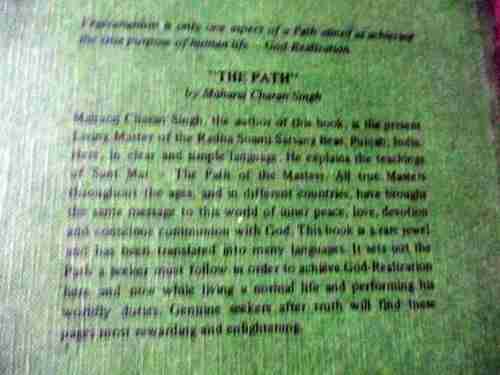 Vegetarianism is only one aspect of a Path aimed at achieving
the true purpose of human life - God-Realization.
"THE PATH"
by Maharaj Charan Singh
Maharaj Charan Singh, the author of this book, is the present
Living Master of the Radha Soami Satsang Beas, Punjab, India.
Here, in clear and simple language, He explains the teachings
of Sant Mat - The Path of the Masters. All true Masters
throughout the ages, and in different countries, have brought
the same message to this world of inner peace, love, devotion
and conscious communion with God. This book is a rare jewel
and has been translated into many languages. It sets out the
Path a seeker must follow in order to achieve God-Realization
here and now while living a normal life and performing his
worldly duties. Genuine seekers after truth will find these
pages most rewarding and enlightening.